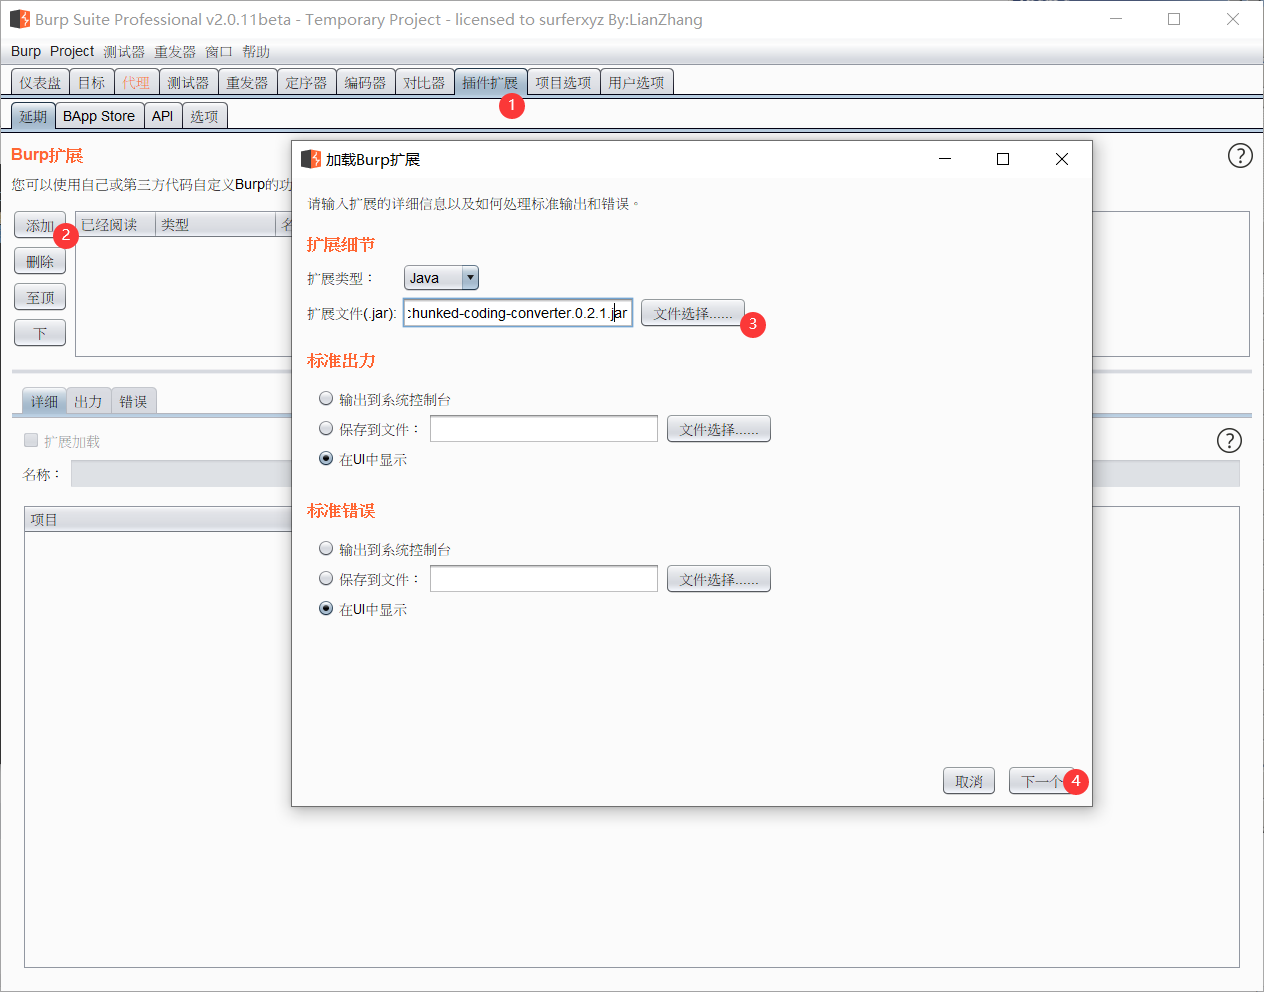 Burp Suite Professional v2.0.11beta - Temporary Project - licensed to surferxyz By:LianZhang
Burp Project 测试器 重发器 窗口 帮助
仪表盘 目标 代理 测试器 重发器 定序器 编码器 对比器 插件扩展 项目选项 用户选项
1
延期 BApp Store API 选项
Burp扩展
您可以使用自己或第三方代码自定义Burp的功
添加 已经阅读 类型
2
删除
至顶
下
详细 出力 错误
扩展加载
名称：
项目
加载Burp扩展
请输入扩展的详细信息以及如何处理标准输出和错误。
扩展细节
扩展类型： Java
扩展文件(.jar): hunked-coding-converter.0.2.1.jar 文件选择......
3
标准出力
输出到系统控制台
保存到文件： 文件选择......
在UI中显示
标准错误
输出到系统控制台
保存到文件： 文件选择......
在UI中显示
取消 下一个 4